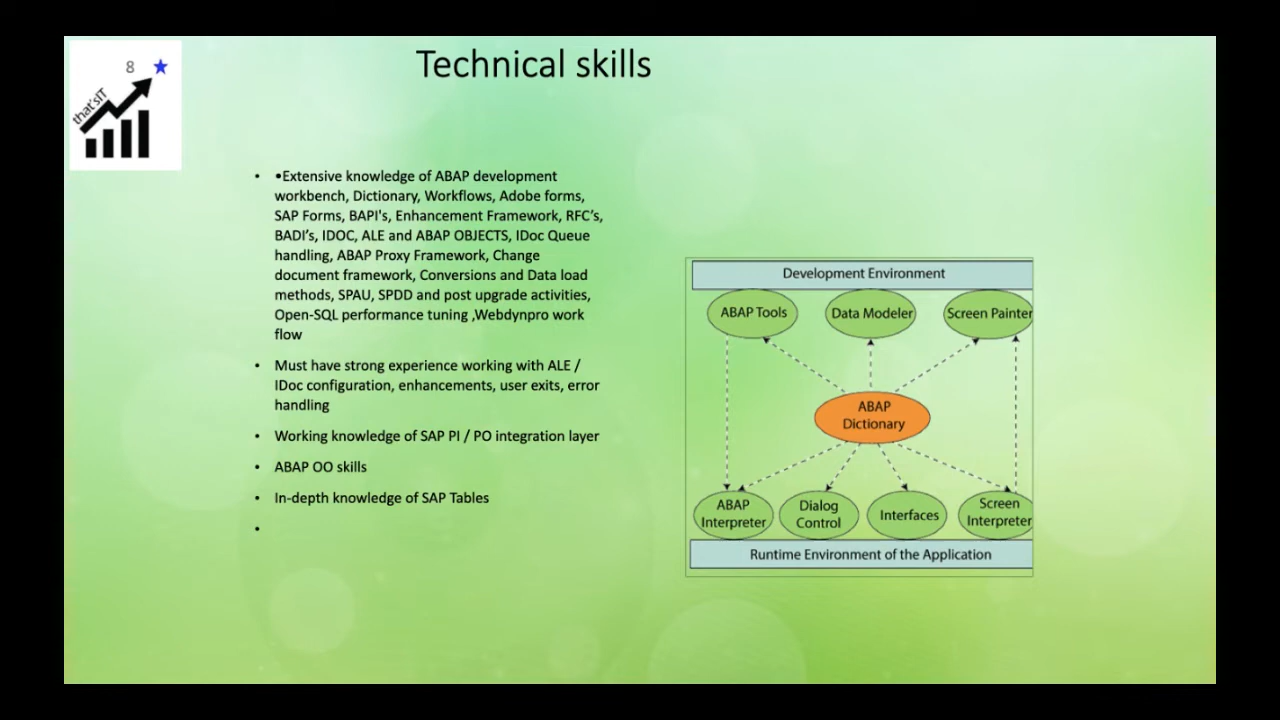 8
that'sIT
Technical skills
• •Extensive knowledge of ABAP development
workbench, Dictionary, Workflows, Adobe forms,
SAP Forms, BAPI's, Enhancement Framework, RFC’s,
BADI’s, IDOC, ALE and ABAP OBJECTS, IDoc Queue
handling, ABAP Proxy Framework, Change
document framework, Conversions and Data load
methods, SPAU, SPDD and post upgrade activities,
Open-SQL performance tuning ,Webdynpro work
flow
• Must have strong experience working with ALE /
IDoc configuration, enhancements, user exits, error
handling
• Working knowledge of SAP PI / PO integration layer
• ABAP OO skills
• In-depth knowledge of SAP Tables
•
Development Environment
ABAP Tools
Data Modeler
Screen Painter
ABAP
Dictionary
ABAP
Interpreter
Dialog
Control
Interfaces
Screen
Interpreter
Runtime Environment of the Application